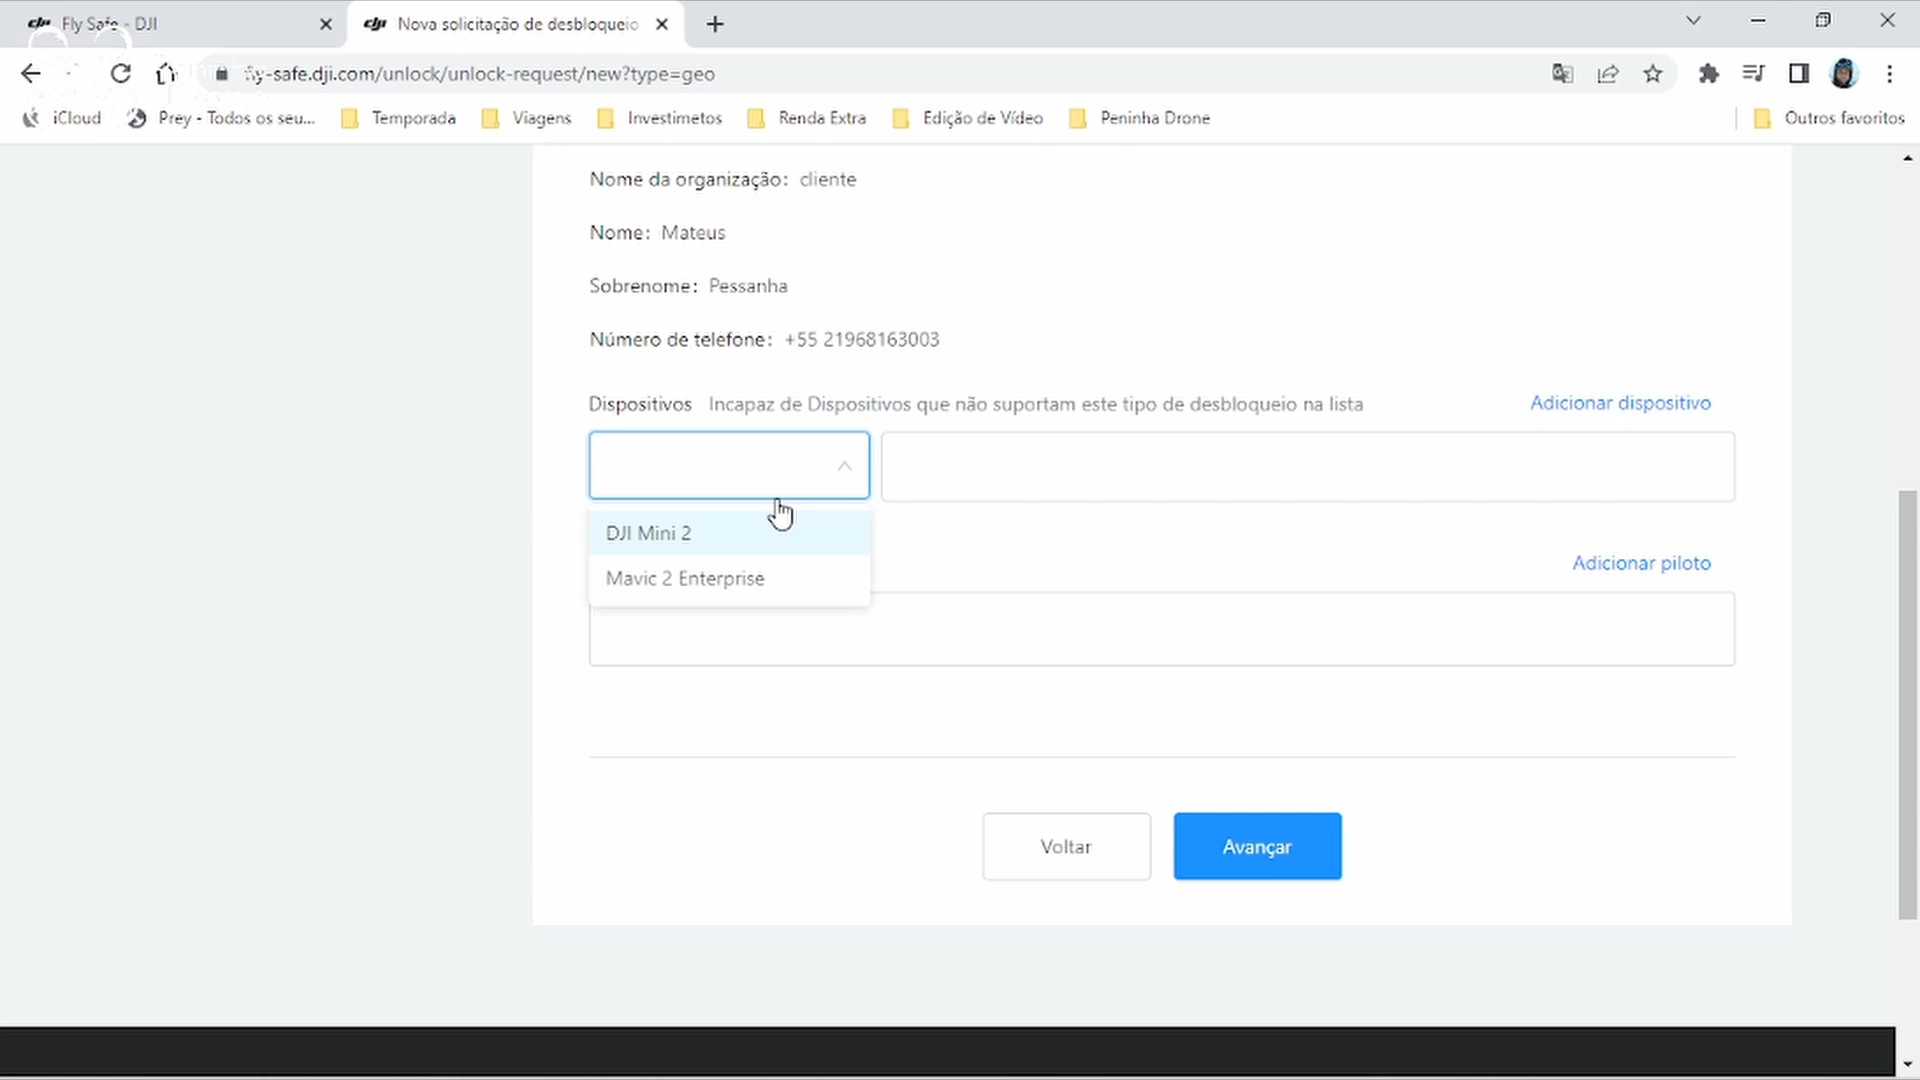 Fly Safe - DJI
Nova solicitação de desbloqueio
fly-safe.dji.com/unlock/unlock-request/new?type=geo
iCloud
Prey - Todos os seu...
Temporada
Viagens
Investimetos
Renda Extra
Edição de Vídeo
Peninha Drone
Outros favoritos
Nome da organização: cliente
Nome: Mateus
Sobrenome: Pessanha
Número de telefone: +55 21968163003
Dispositivos Incapaz de Dispositivos que não suportam este tipo de desbloqueio na lista
Adicionar dispositivo
DJI Mini 2
Mavic 2 Enterprise
Adicionar piloto
Voltar
Avançar